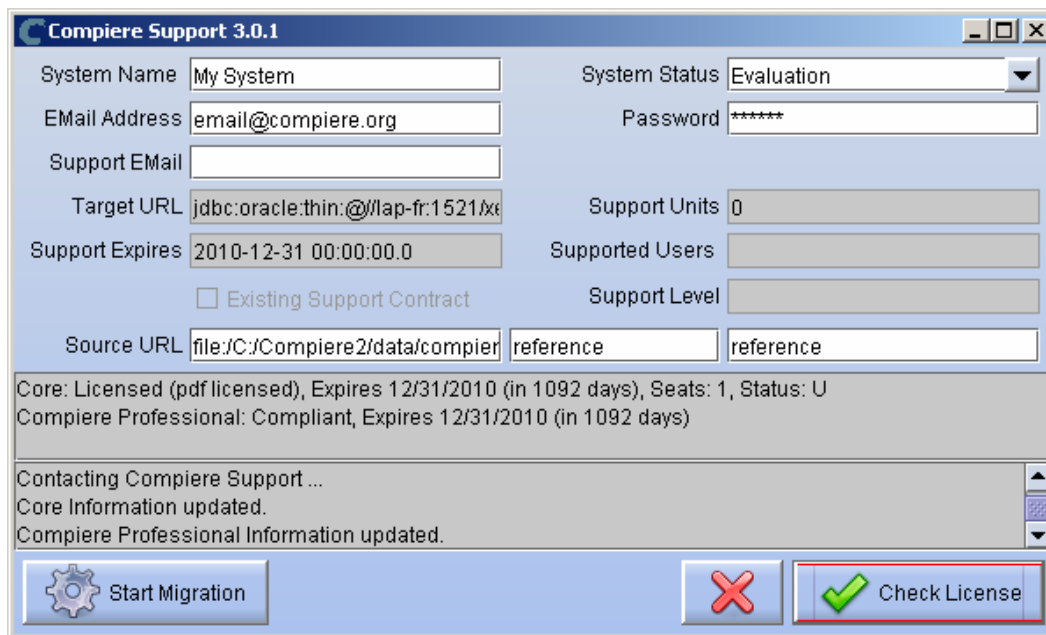 Compiere Support 3.0.1
System Name My System System Status Evaluation
EMail Address email@compiere.org Password ******
Support EMail
Target URL jdbc:oracle:thin:@//lap-fr:1521/xe Support Units 0
Support Expires 2010-12-31 00:00:00.0 Supported Users
Existing Support Contract Support Level
Source URL file:/C:/Compiere2/data/compier reference reference
Core: Licensed (pdf licensed), Expires 12/31/2010 (in 1092 days), Seats: 1, Status: U
Compiere Professional: Compliant, Expires 12/31/2010 (in 1092 days)
Contacting Compiere Support ...
Core Information updated.
Compiere Professional Information updated.
Start Migration Check License